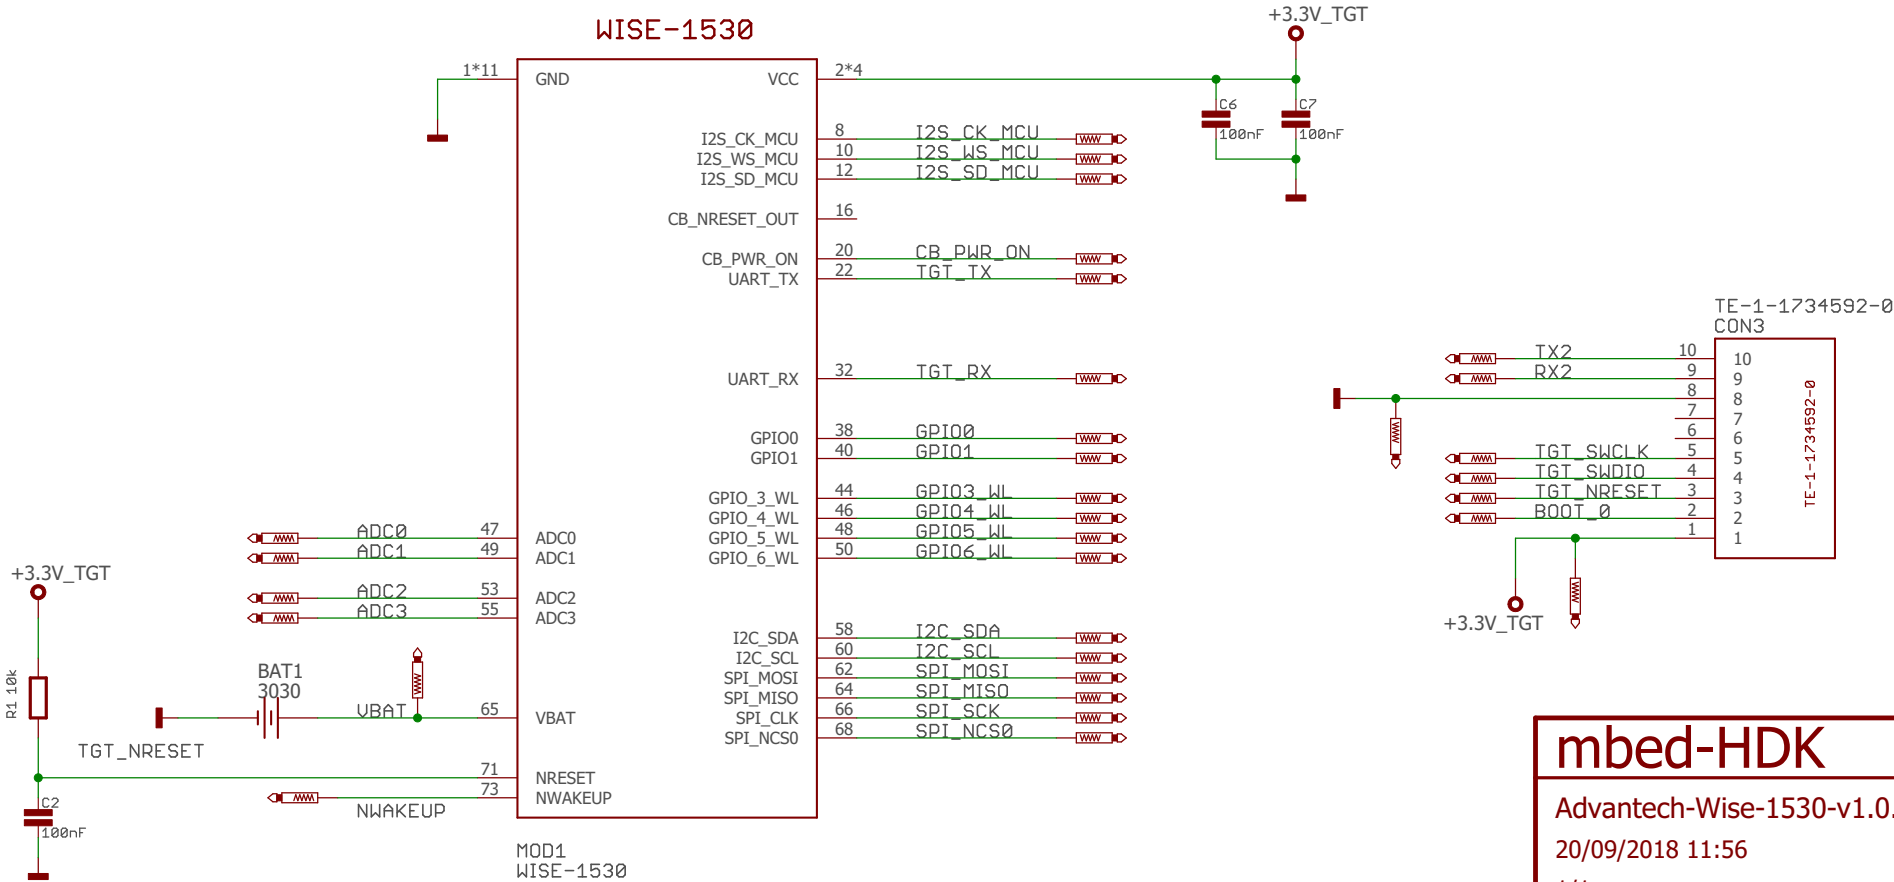 WISE-1530
+3.3V_TGT
1*11 GND
VCC 2*4
C6
100nF
C7
100nF
I2S_CK_MCU 8 I2S_CK_MCU
I2S_WS_MCU 10 I2S_WS_MCU
I2S_SD_MCU 12 I2S_SD_MCU
CB_NRESET_OUT 16
CB_PWR_ON 20 CB_PWR_ON
UART_TX 22 TGT_TX
UART_RX 32 TGT_RX
GPIO0 38 GPIO0
GPIO1 40 GPIO1
GPIO_3_WL 44 GPIO3_WL
GPIO_4_WL 46 GPIO4_WL
GPIO_5_WL 48 GPIO5_WL
GPIO_6_WL 50 GPIO6_WL
I2C_SDA 58 I2C_SDA
I2C_SCL 60 I2C_SCL
SPI_MOSI 62 SPI_MOSI
SPI_MISO 64 SPI_MISO
SPI_CLK 66 SPI_SCK
SPI_NCS0 68 SPI_NCS0
ADC0 47 ADC0
ADC1 49 ADC1
ADC2 53 ADC2
ADC3 55 ADC3
VBAT 65 VBAT
71 NRESET
73 NWAKEUP
NWAKEUP
+3.3V_TGT
R1 10k
BAT1
3030
TGT_NRESET
C2
100nF
MOD1
WISE-1530
TE-1-1734592-0
CON3
TX2 10 10
RX2 9 9
8 8
7 7
6 6
TGT_SWCLK 5 5
TGT_SWDIO 4 4
TGT_NRESET 3 3
BOOT_0 2 2
1 1
TE-1-1734592-0
+3.3V_TGT
mbed-HDK
Advantech-Wise-1530-v1.0.
20/09/2018 11:56